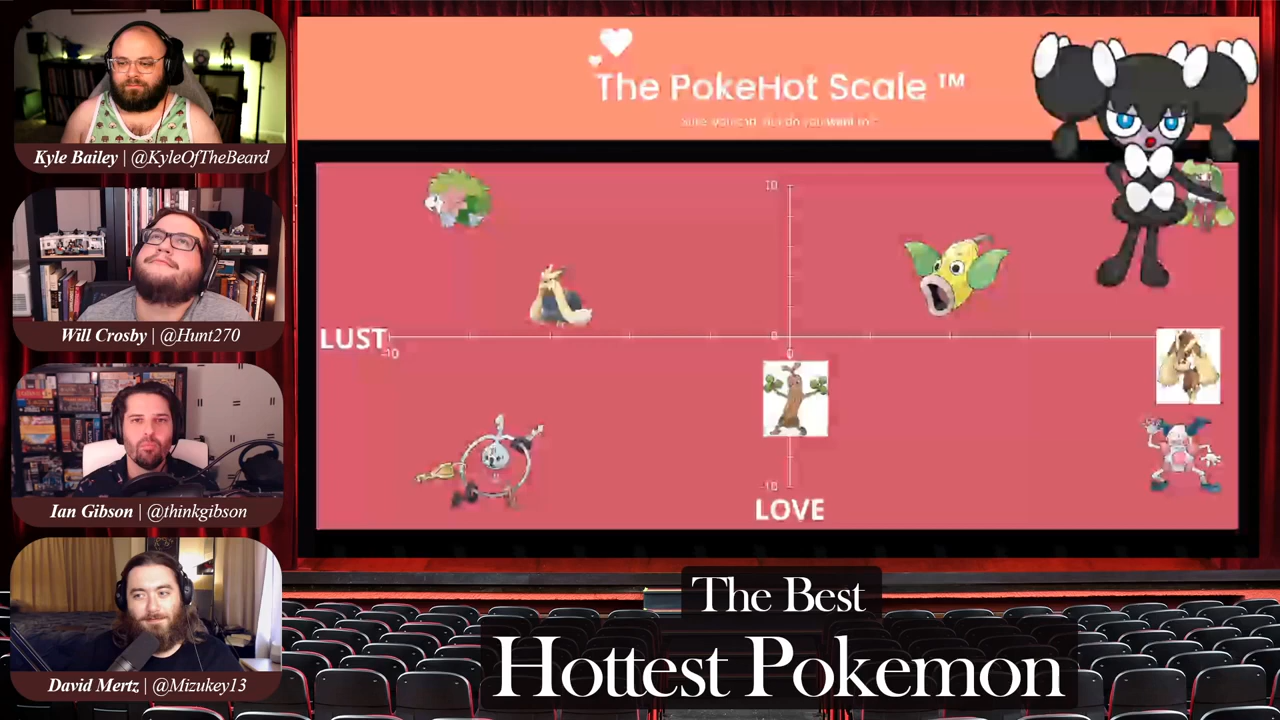 Kyle Bailey | @KyleOfTheBeard
Will Crosby | @Hunt270
Ian Gibson | @thinkgibson
David Mertz | @Mizukey13
The PokeHot Scale ™
10
LUST
-10
0
0
-10
LOVE
The Best
Hottest Pokemon